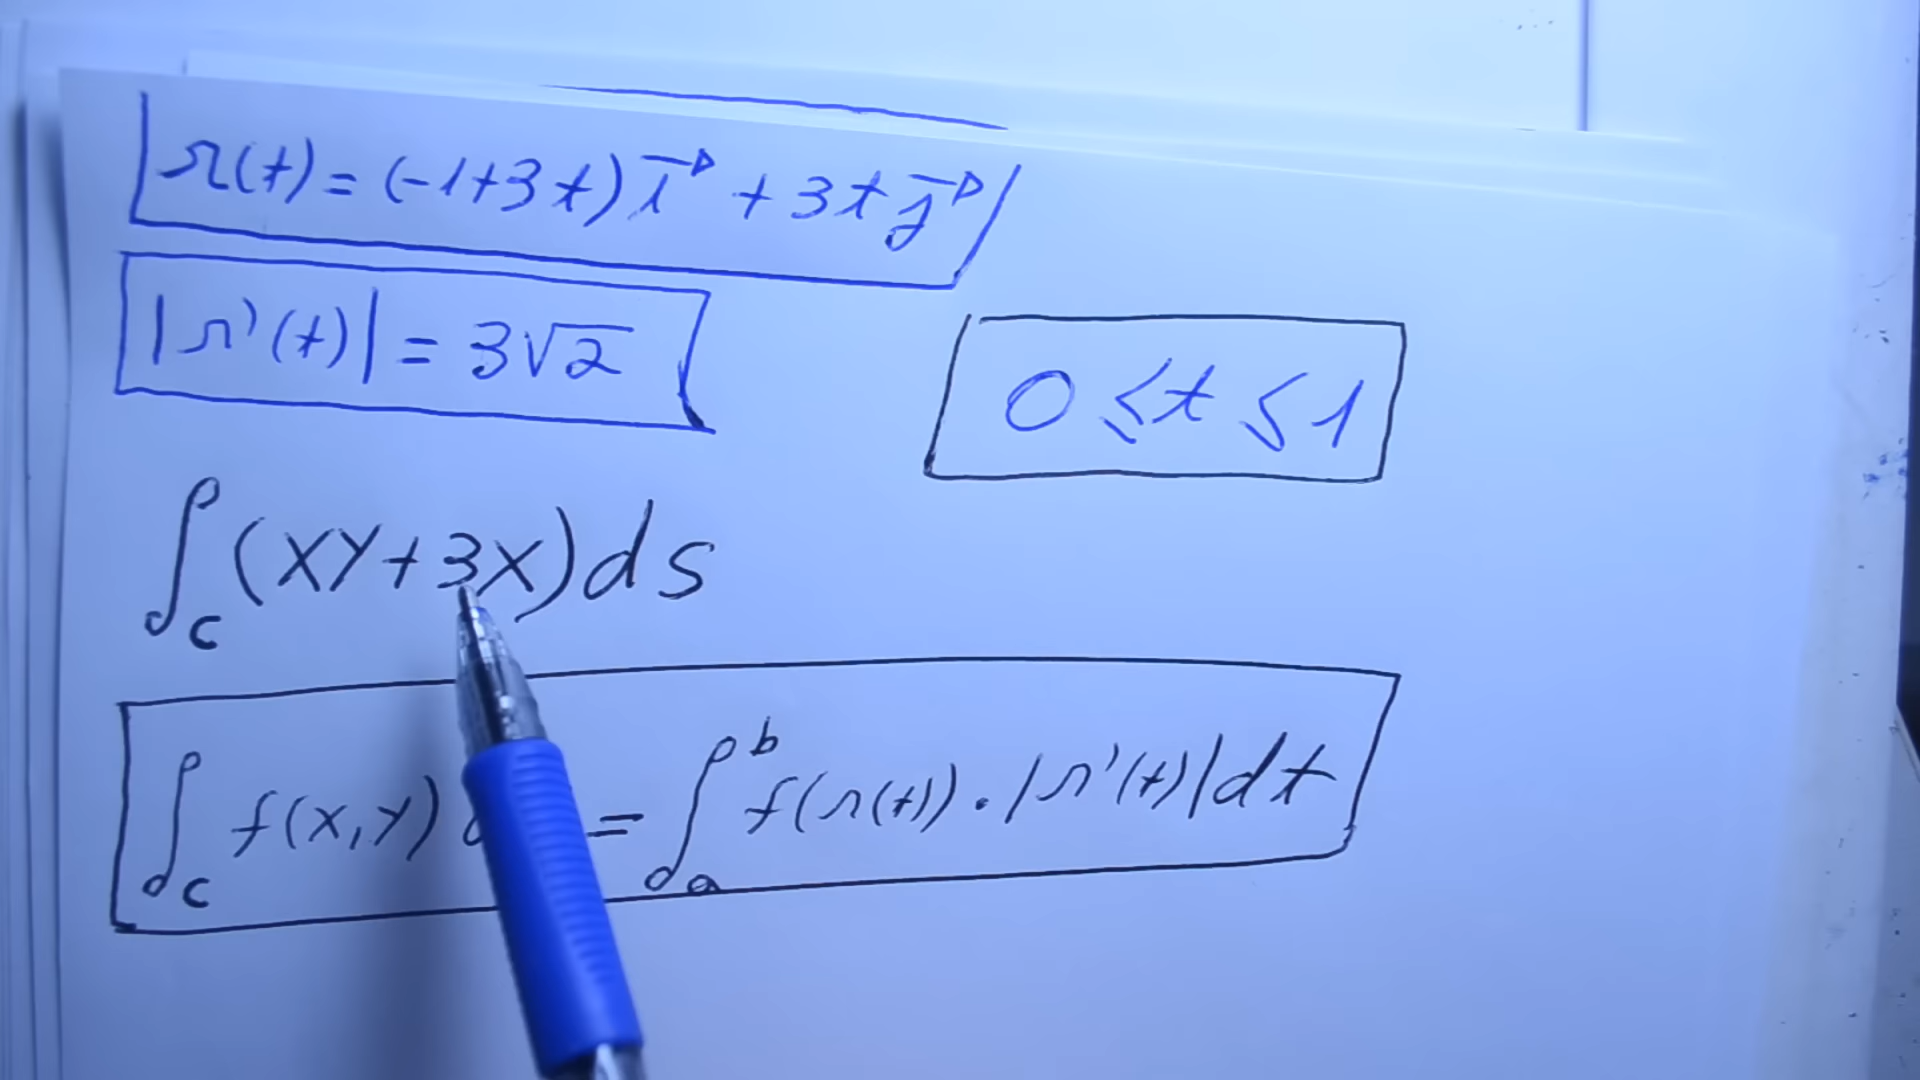 r(t) = (-1+3t)i⃗ + 3t j⃗
|r'(t)| = 3√2
0 ≤ t ≤ 1
∫c (xy+3x)ds
∫c f(x,y) d = ∫a^b f(r(t)) · |r'(t)| dt